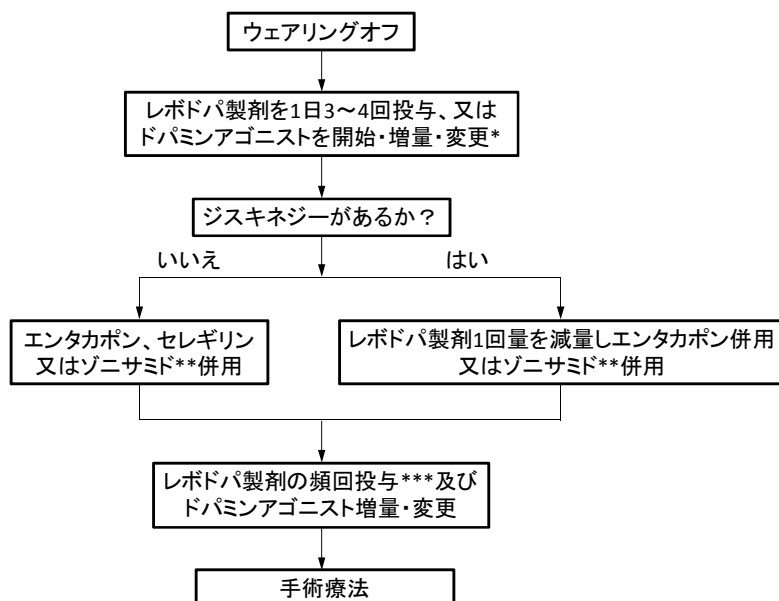 ウェアリングオフ
レボドパ製剤を1日3～4回投与、又は
ドパミンアゴニストを開始・増量・変更*
ジスキネジーがあるか？
いいえ
はい
エンタカポン、セレギリン
又はゾニサミド**併用
レボドパ製剤1回量を減量しエンタカポン併用
又はゾニサミド**併用
レボドパ製剤の頻回投与***及び
ドパミンアゴニスト増量・変更
手術療法